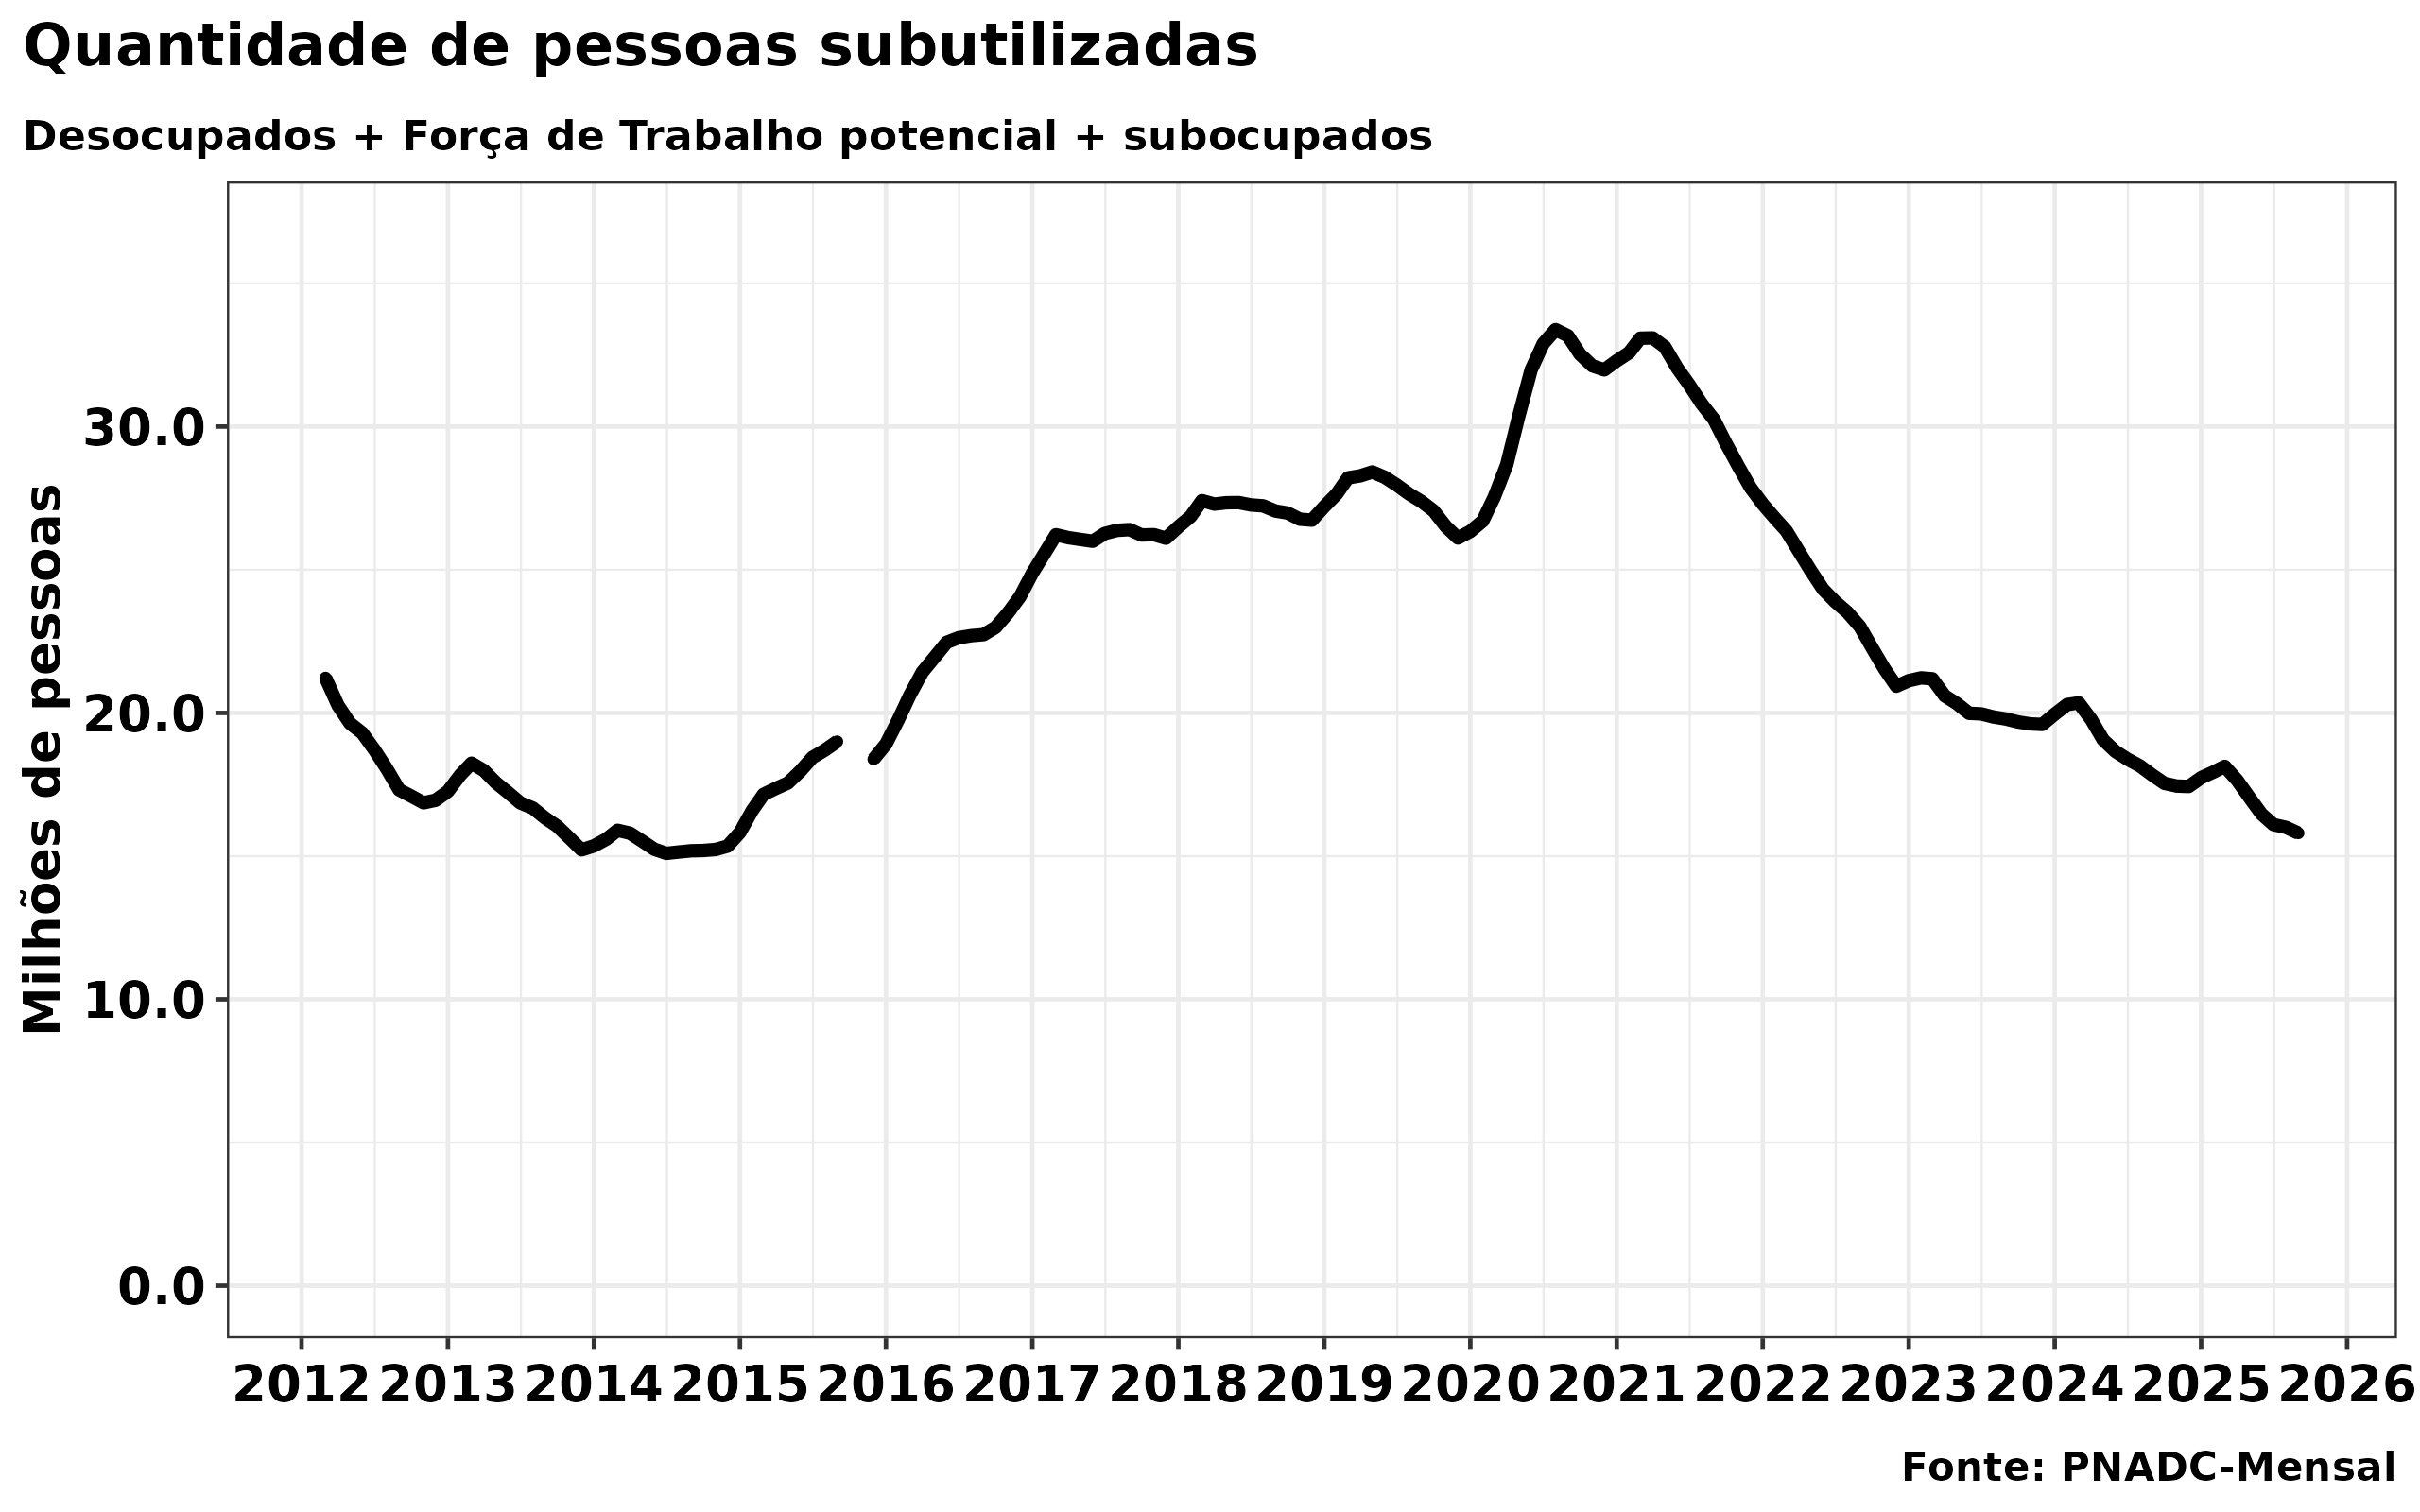 Quantidade de pessoas subutilizadas
Desocupados + Força de Trabalho potencial + subocupados
Milhões de pessoas
30.0
20.0
10.0
0.0
2012 2013 2014 2015 2016 2017 2018 2019 2020 2021 2022 2023 2024 2025 2026
Fonte: PNADC-Mensal